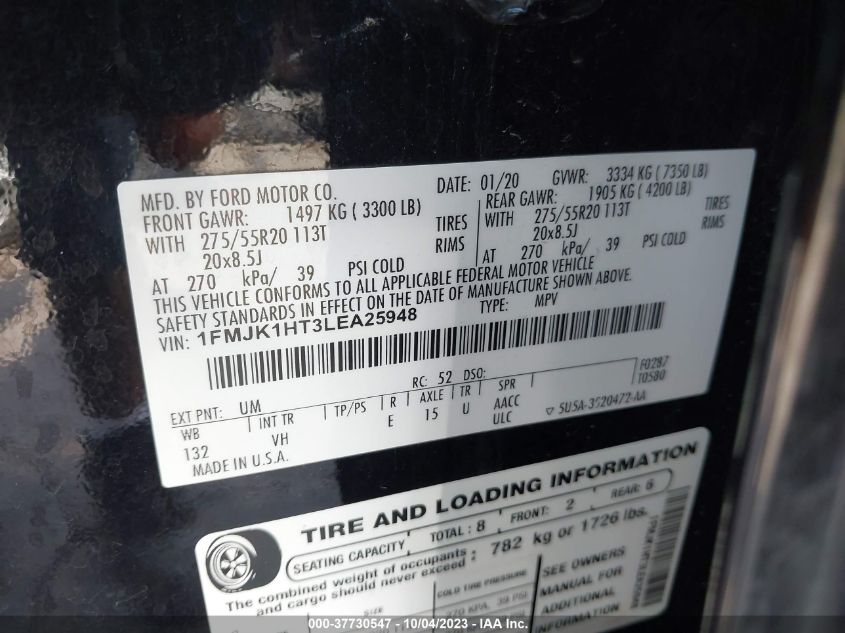 MFD. BY FORD MOTOR CO.
DATE: 01/20 GVWR: 3334 KG ( 7350 LB)
FRONT GAWR: 1497 KG ( 3300 LB)
REAR GAWR: 1905 KG ( 4200 LB)
WITH 275/55R20 113T TIRES
WITH 275/55R20 113T TIRES
20x8.5J RIMS
20x8.5J RIMS
AT 270 kPa/ 39 PSI COLD
AT 270 kPa/ 39 PSI COLD
THIS VEHICLE CONFORMS TO ALL APPLICABLE FEDERAL MOTOR VEHICLE
SAFETY STANDARDS IN EFFECT ON THE DATE OF MANUFACTURE SHOWN ABOVE.
VIN: 1FMJK1HT3LEA25948 TYPE: MPV
F0287
T0580
RC: 52 DSO:
EXT PNT: UM
WB INT TR TP/PS R AXLE TR SPR
132 VH E 15 U AACC
ULC
MADE IN U.S.A.
TIRE AND LOADING INFORMATION
SEATING CAPACITY TOTAL: 8 FRONT: 2 REAR: 6
The combined weight of occupants and cargo should never exceed : 782 kg or 1726 lbs.
SIZE
COLD TIRE
SEE OWNERS
MANUAL FOR
ADDITIONAL
INFORMATION
000-37730547 - 10/04/2023 - IAA Inc.